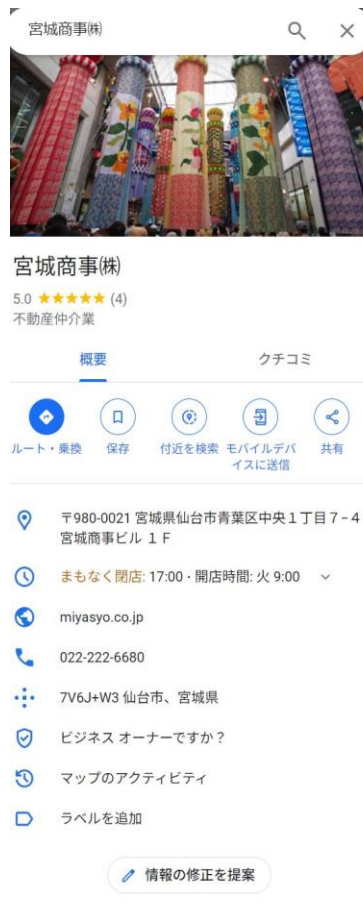 宮城商事㈱
宮城商事㈱
5.0 ★★★★★ (4)
不動産仲介業
概要 クチコミ
ルート・乗換 保存 付近を検索 モバイルデバ 共有
イスに送信
〒980-0021 宮城県仙台市青葉区中央１丁目７−４
宮城商事ビル １Ｆ
まもなく閉店: 17:00 · 開店時間: 火 9:00
miyasyo.co.jp
022-222-6680
7V6J+W3 仙台市、宮城県
ビジネス オーナーですか？
マップのアクティビティ
ラベルを追加
情報の修正を提案